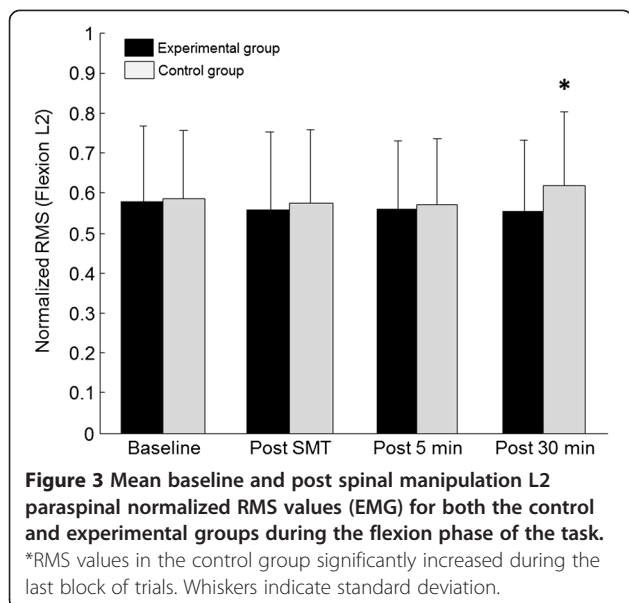 1
0.9
0.8
0.7
0.6
0.5
0.4
0.3
0.2
0.1
0
Normalized RMS (Flexion L2)
Experimental group
Control group
*
Baseline
Post SMT
Post 5 min
Post 30 min
Figure 3 Mean baseline and post spinal manipulation L2
paraspinal normalized RMS values (EMG) for both the control
and experimental groups during the flexion phase of the task.
*RMS values in the control group significantly increased during the
last block of trials. Whiskers indicate standard deviation.